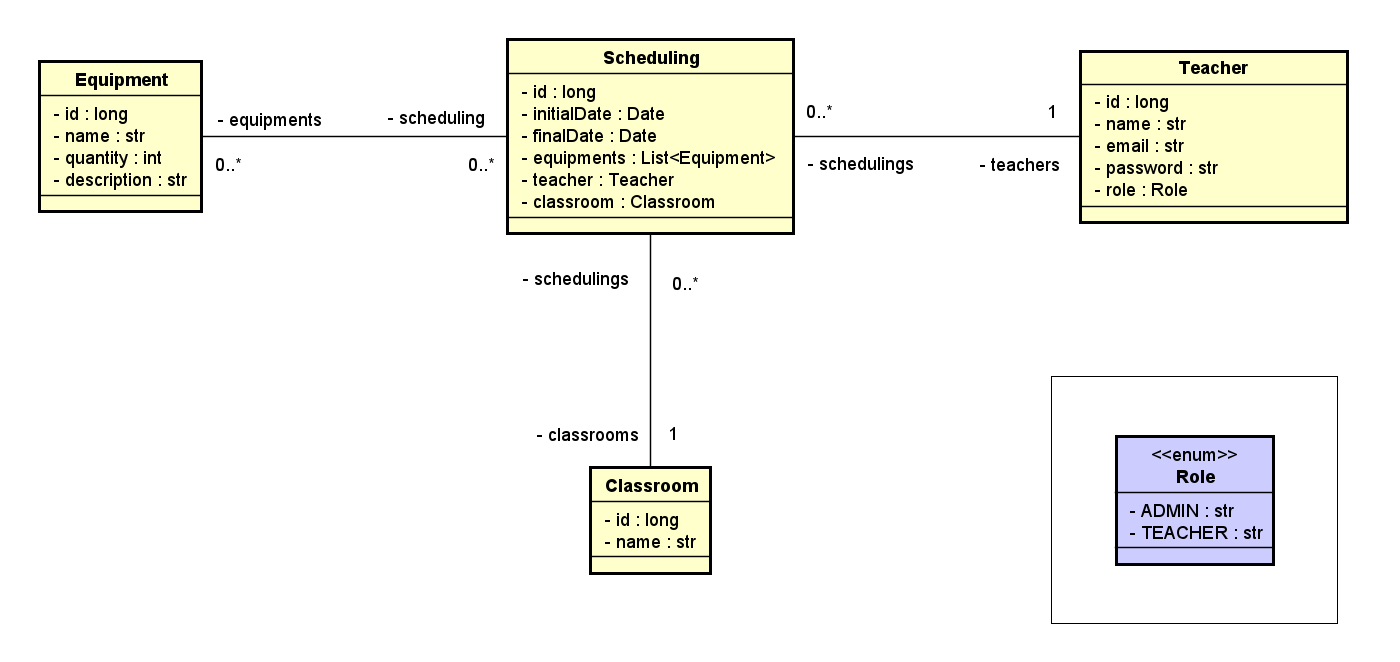 Equipment
- id : long
- name : str
- quantity : int
- description : str
- equipments
0..*
- scheduling
0..*
Scheduling
- id : long
- initialDate : Date
- finalDate : Date
- equipments : List<Equipment>
- teacher : Teacher
- classroom : Classroom
0..*
- schedulings
1
- teachers
Teacher
- id : long
- name : str
- email : str
- password : str
- role : Role
- schedulings
0..*
- classrooms
1
Classroom
- id : long
- name : str
<<enum>>
Role
- ADMIN : str
- TEACHER : str